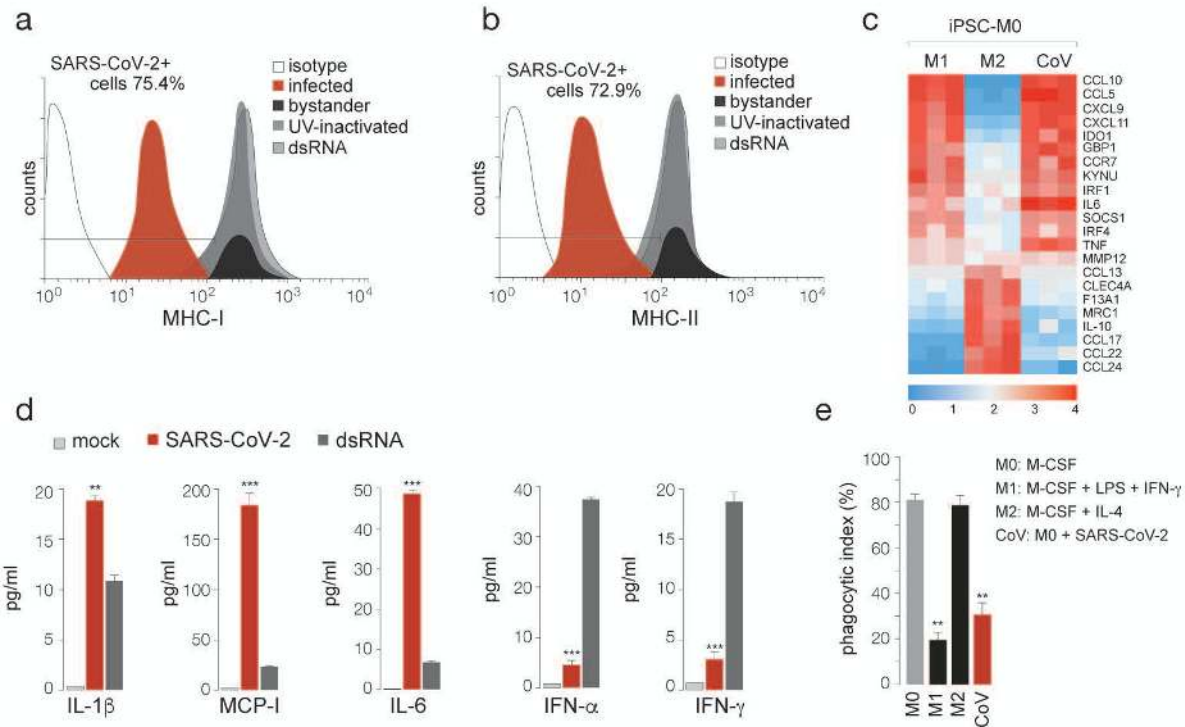 a
SARS-CoV-2+
cells 75.4%
isotype
infected
bystander
UV-inactivated
dsRNA
counts
10^0 10^1 10^2 10^3 10^4
MHC-I
b
SARS-CoV-2+
cells 72.9%
isotype
infected
bystander
UV-inactivated
dsRNA
counts
10^0 10^1 10^2 10^3 10^4
MHC-II
c
iPSC-M0
M1 M2 CoV
CCL10
CCL5
CXCL9
CXCL11
IDO1
GBP1
CCR7
KYNU
IRF1
IL6
SOCS1
IRF4
TNF
MMP12
CCL13
CLEC4A
F13A1
MRC1
IL-10
CCL17
CCL22
CCL24
0 1 2 3 4
d
mock SARS-CoV-2 dsRNA
20
15
10
5
0
pg/ml
**
IL-1β
200
150
100
50
0
pg/ml
***
MCP-I
50
40
30
20
10
0
pg/ml
***
IL-6
40
30
20
10
0
pg/ml
***
IFN-α
20
15
10
5
0
pg/ml
***
IFN-γ
e
100
80
60
40
20
0
phagocytic index (%)
**
**
M0 M1 M2 CoV
M0: M-CSF
M1: M-CSF + LPS + IFN-γ
M2: M-CSF + IL-4
CoV: M0 + SARS-CoV-2